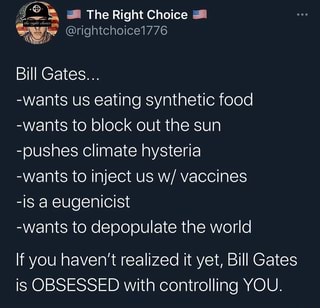 🇺🇸 The Right Choice 🇺🇸
@rightchoice1776
Bill Gates...
-wants us eating synthetic food
-wants to block out the sun
-pushes climate hysteria
-wants to inject us w/ vaccines
-is a eugenicist
-wants to depopulate the world
If you haven't realized it yet, Bill Gates
is OBSESSED with controlling YOU.